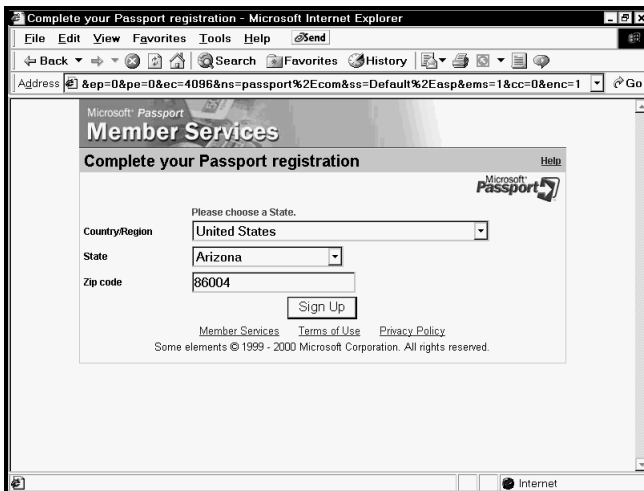 Complete your Passport registration - Microsoft Internet Explorer
File Edit View Favorites Tools Help Send
Back Search Favorites History
Address &ep=0&pe=0&ec=4096&ns=passport%2Ecom&ss=Default%2Easp&ems=1&cc=0&enc=1 Go
Microsoft Passport
Member Services
Complete your Passport registration Help
Microsoft
Passport
Please choose a State.
Country/Region United States
State Arizona
Zip code 86004
Sign Up
Member Services Terms of Use Privacy Policy
Some elements © 1999 - 2000 Microsoft Corporation. All rights reserved.
Internet